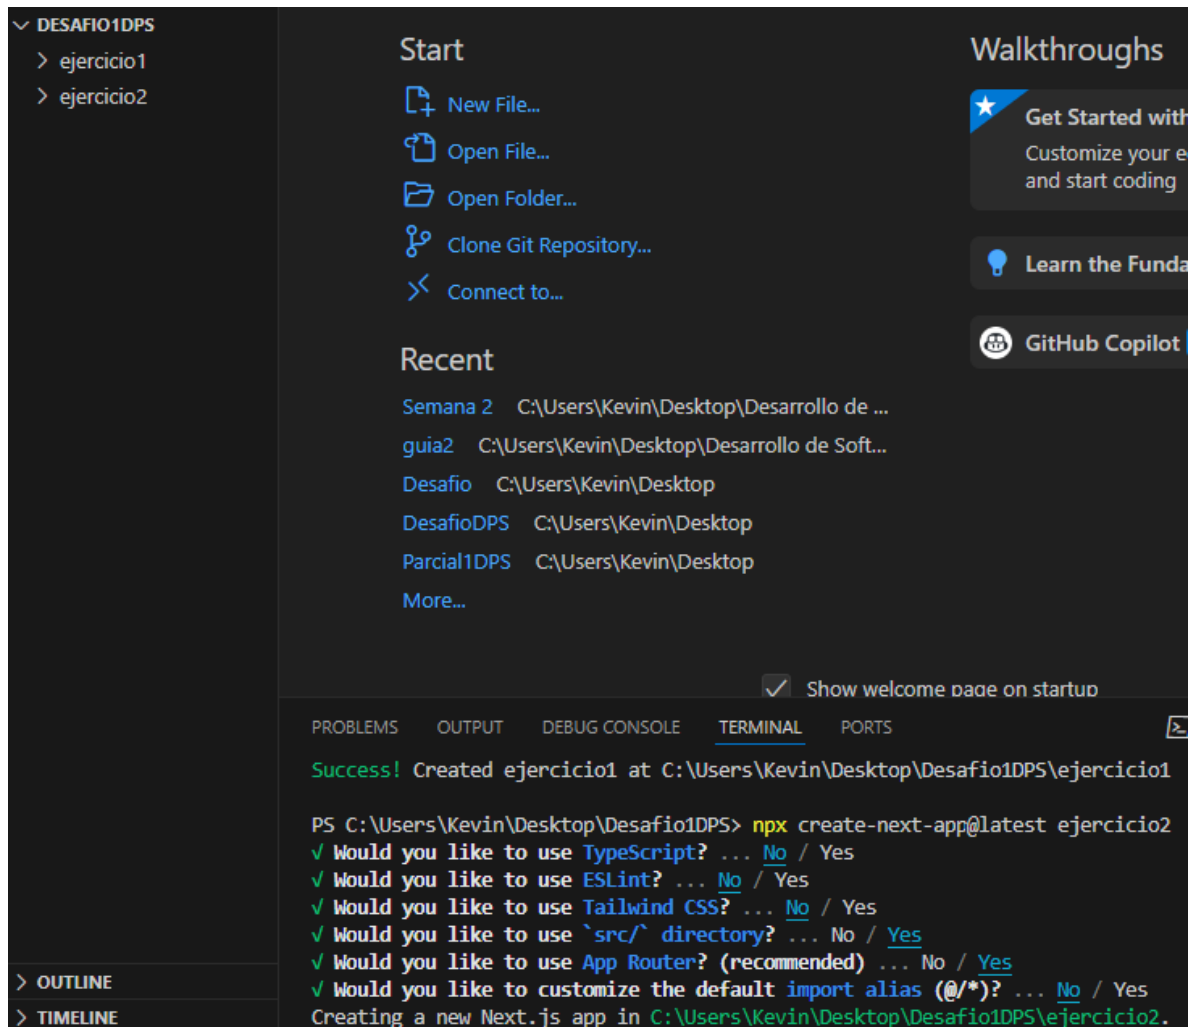 DESAFIO1DPS
ejercicio1
ejercicio2
OUTLINE
TIMELINE
Start
New File...
Open File...
Open Folder...
Clone Git Repository...
Connect to...
Recent
Semana 2 C:\Users\Kevin\Desktop\Desarrollo de ...
guia2 C:\Users\Kevin\Desktop\Desarrollo de Soft...
Desafio C:\Users\Kevin\Desktop
DesafioDPS C:\Users\Kevin\Desktop
Parcial1DPS C:\Users\Kevin\Desktop
More...
Walkthroughs
Get Started with
Customize your e
and start coding
Learn the Funda
GitHub Copilot
Show welcome page on startup
PROBLEMS OUTPUT DEBUG CONSOLE TERMINAL PORTS
Success! Created ejercicio1 at C:\Users\Kevin\Desktop\Desafio1DPS\ejercicio1
PS C:\Users\Kevin\Desktop\Desafio1DPS> npx create-next-app@latest ejercicio2
√ Would you like to use TypeScript? ... No / Yes
√ Would you like to use ESLint? ... No / Yes
√ Would you like to use Tailwind CSS? ... No / Yes
√ Would you like to use `src/` directory? ... No / Yes
√ Would you like to use App Router? (recommended) ... No / Yes
√ Would you like to customize the default import alias (@/*)? ... No / Yes
Creating a new Next.js app in C:\Users\Kevin\Desktop\Desafio1DPS\ejercicio2.